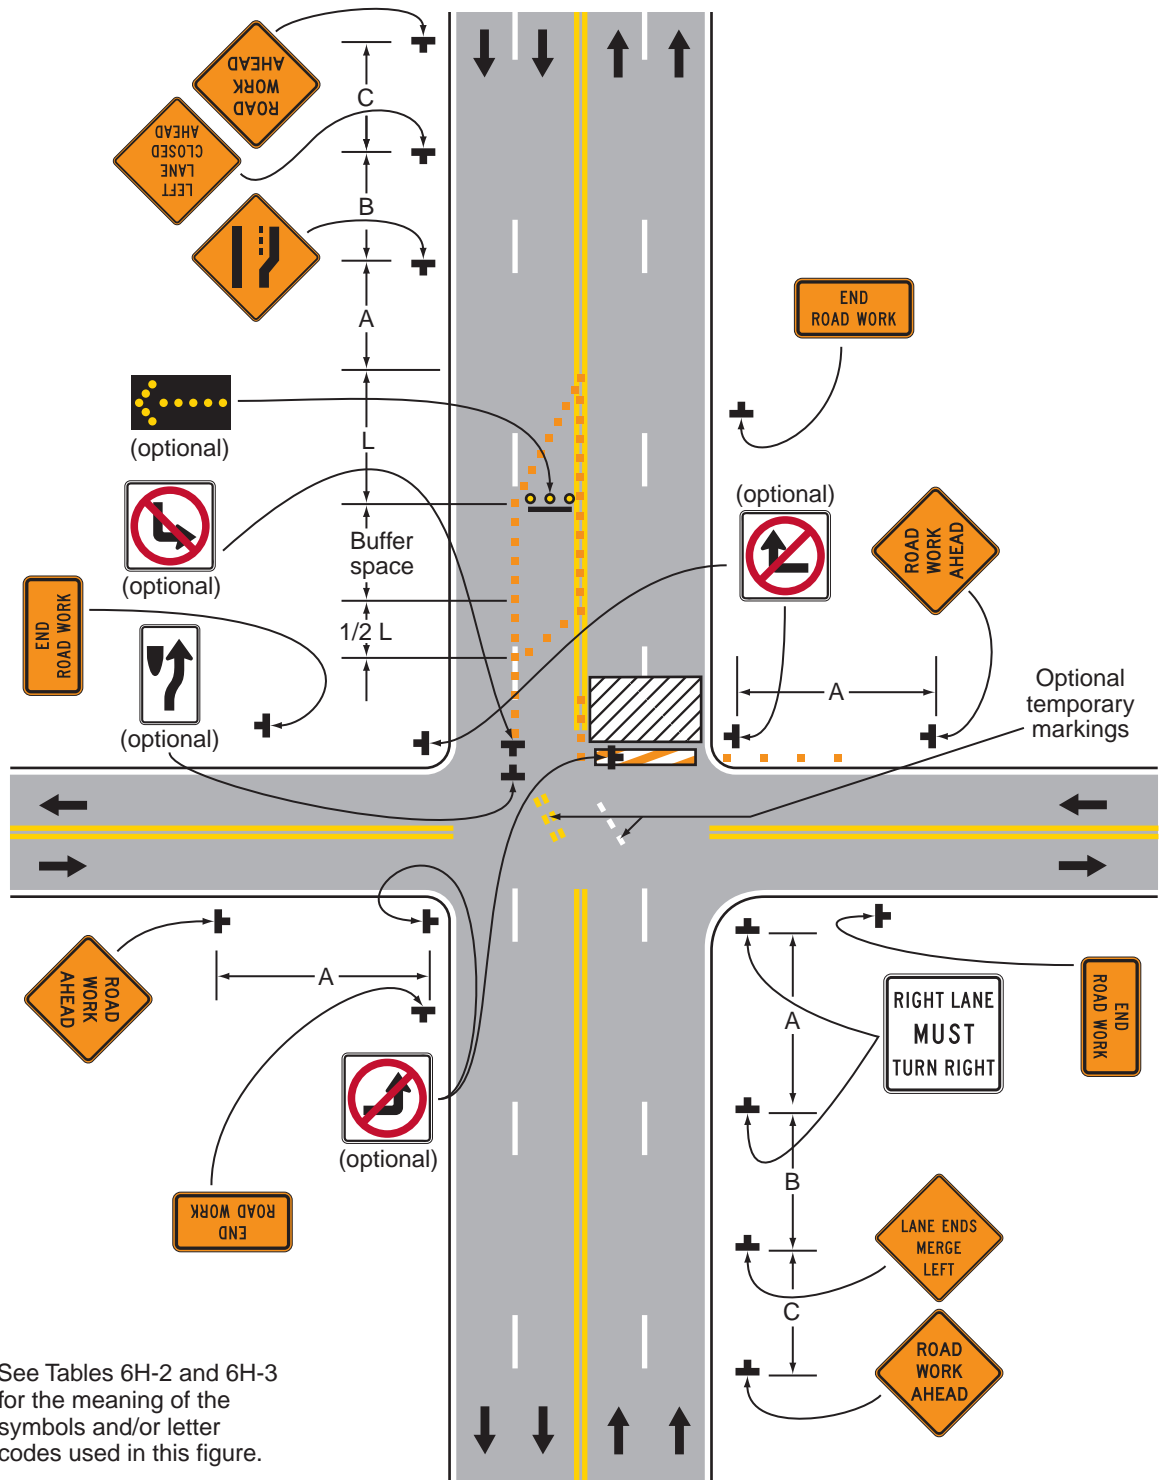 ROAD
WORK
AHEAD
C
LEFT
LANE
CLOSED
AHEAD
B
A
END
ROAD WORK
(optional)
L
(optional)
ROAD
WORK
AHEAD
Buffer
space
(optional)
END
ROAD WORK
1/2 L
A
Optional
temporary
markings
(optional)
ROAD
WORK
AHEAD
A
END
ROAD WORK
RIGHT LANE
MUST
TURN RIGHT
A
(optional)
B
END
ROAD WORK
LANE ENDS
MERGE
LEFT
C
ROAD
WORK
AHEAD
See Tables 6H-2 and 6H-3
for the meaning of the
symbols and/or letter
codes used in this figure.